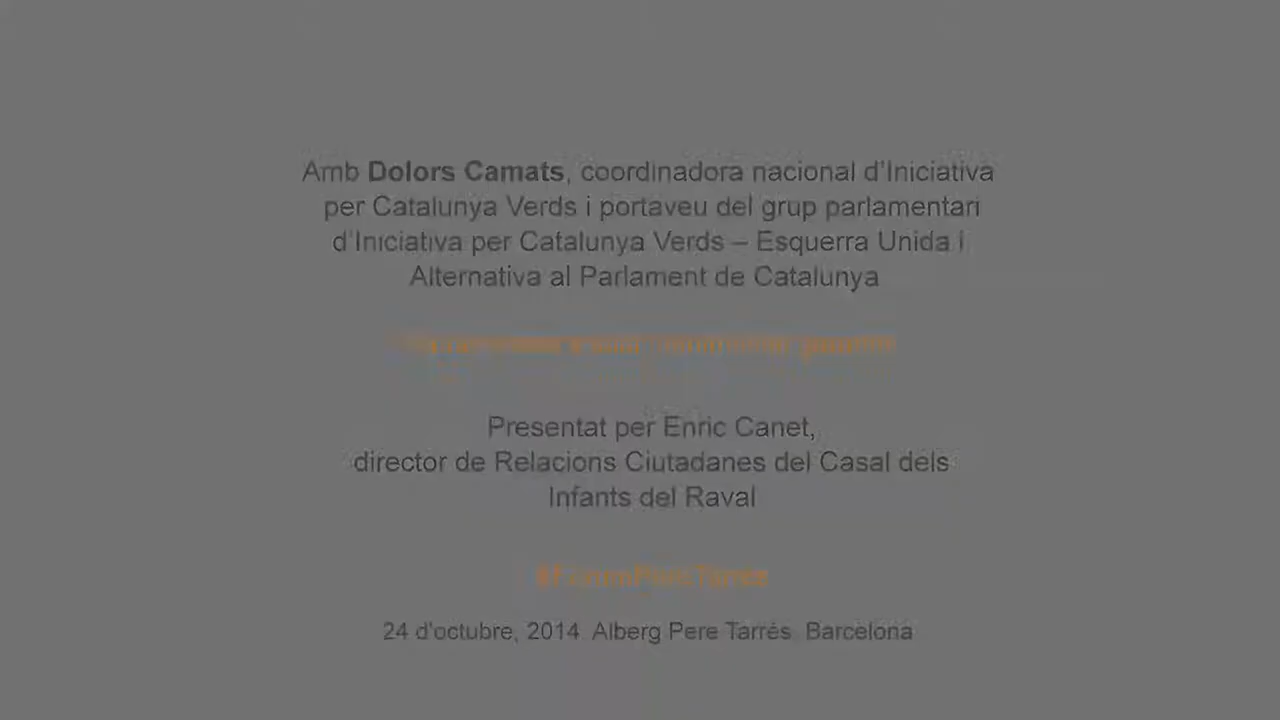 Amb Dolors Camats, coordinadora nacional d'Iniciativa
per Catalunya Verds i portaveu del grup parlamentari
d'Iniciativa per Catalunya Verds – Esquerra Unida i
Alternativa al Parlament de Catalunya
Presentat per Enric Canet,
director de Relacions Ciutadanes del Casal dels
Infants del Raval
#FòrumPereTarrés
24 d'octubre, 2014 Alberg Pere Tarrés Barcelona